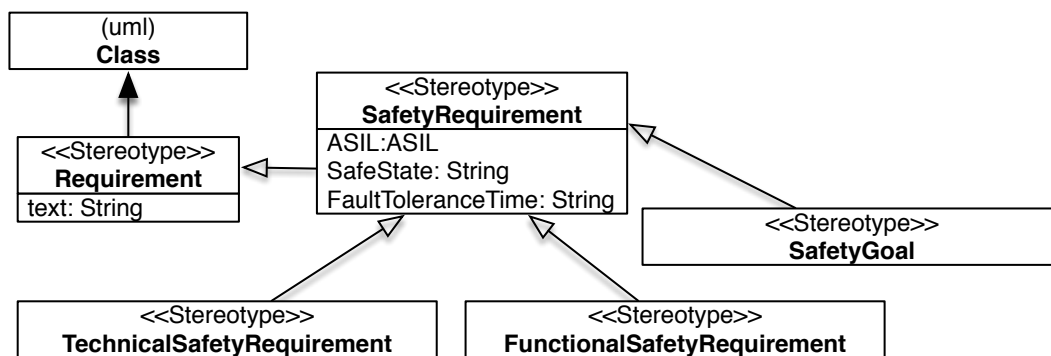 (uml)
Class
<<Stereotype>>
SafetyRequirement
ASIL:ASIL
SafeState: String
FaultToleranceTime: String
<<Stereotype>>
Requirement
text: String
<<Stereotype>>
SafetyGoal
<<Stereotype>>
TechnicalSafetyRequirement
<<Stereotype>>
FunctionalSafetyRequirement